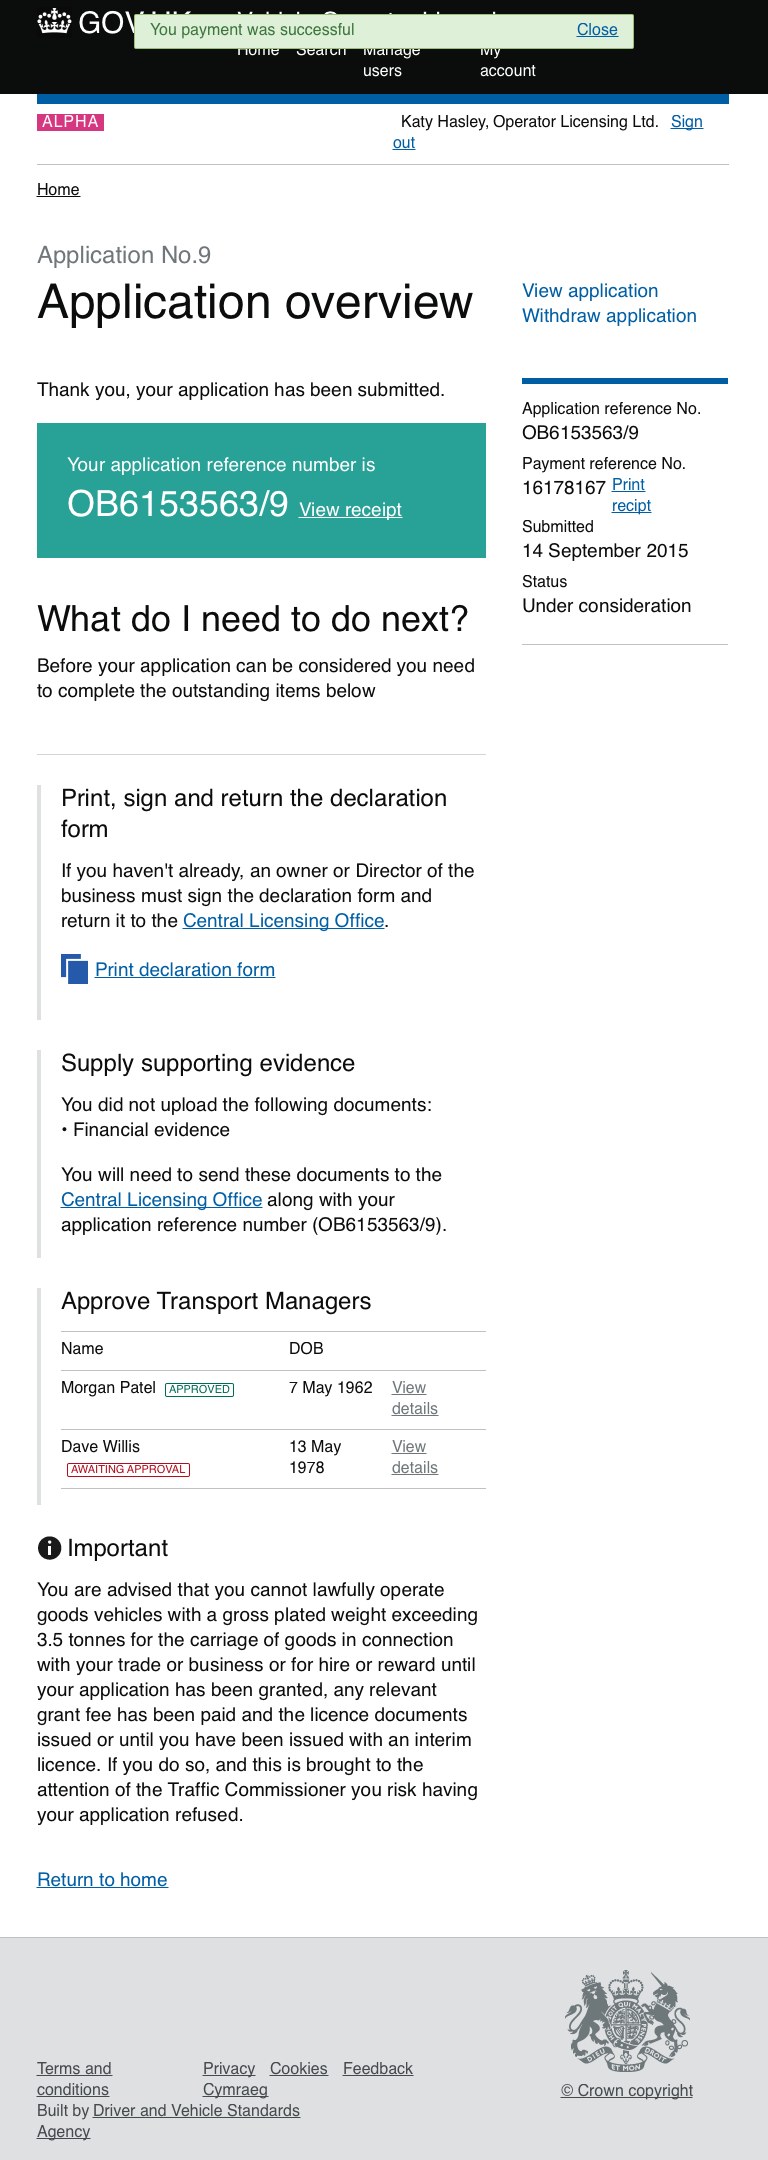 You payment was successful Close
Home Search Manage users My account
ALPHA
Katy Hasley, Operator Licensing Ltd. Sign out
Home
Application No.9
Application overview
View application
Withdraw application
Thank you, your application has been submitted.
Your application reference number is
OB6153563/9 View receipt
Application reference No.
OB6153563/9
Payment reference No.
16178167 Print recipt
Submitted
14 September 2015
Status
Under consideration
What do I need to do next?
Before your application can be considered you need
to complete the outstanding items below
Print, sign and return the declaration
form
If you haven't already, an owner or Director of the
business must sign the declaration form and
return it to the Central Licensing Office.
Print declaration form
Supply supporting evidence
You did not upload the following documents:
• Financial evidence
You will need to send these documents to the
Central Licensing Office along with your
application reference number (OB6153563/9).
Approve Transport Managers
Name DOB
Morgan Patel APPROVED 7 May 1962 View details
Dave Willis AWAITING APPROVAL 13 May 1978 View details
Important
You are advised that you cannot lawfully operate
goods vehicles with a gross plated weight exceeding
3.5 tonnes for the carriage of goods in connection
with your trade or business or for hire or reward until
your application has been granted, any relevant
grant fee has been paid and the licence documents
issued or until you have been issued with an interim
licence. If you do so, and this is brought to the
attention of the Traffic Commissioner you risk having
your application refused.
Return to home
Terms and conditions Privacy Cookies Feedback
Cymraeg
Built by Driver and Vehicle Standards
Agency
© Crown copyright